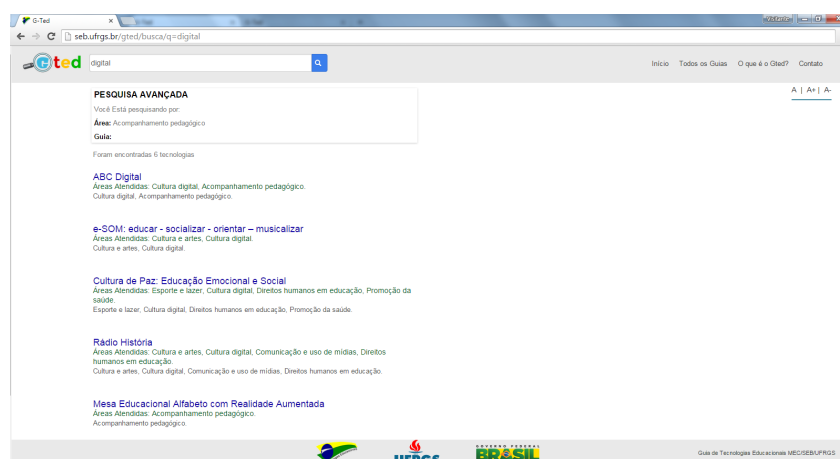 G-Ted
Visitante
seb.ufrgs.br/gted/busca/q=digital
Gted
digital
Início Todos os Guias O que é o Gted? Contato
A | A+ | A-
PESQUISA AVANÇADA
Você Está pesquisando por:
Área: Acompanhamento pedagógico
Guia:
Foram encontradas 6 tecnologias
ABC Digital
Áreas Atendidas: Cultura digital, Acompanhamento pedagógico.
Cultura digital, Acompanhamento pedagógico.
e-SOM: educar - socializar - orientar – musicalizar
Áreas Atendidas: Cultura e artes, Cultura digital.
Cultura e artes, Cultura digital.
Cultura de Paz: Educação Emocional e Social
Áreas Atendidas: Esporte e lazer, Cultura digital, Direitos humanos em educação, Promoção da
saúde.
Esporte e lazer, Cultura digital, Direitos humanos em educação, Promoção da saúde.
Rádio História
Áreas Atendidas: Cultura e artes, Cultura digital, Comunicação e uso de mídias, Direitos
humanos em educação.
Cultura e artes, Cultura digital, Comunicação e uso de mídias, Direitos humanos em educação.
Mesa Educacional Alfabeto com Realidade Aumentada
Áreas Atendidas: Acompanhamento pedagógico.
Acompanhamento pedagógico.
UFRGS
GOVERNO FEDERAL
BRASIL
Guia de Tecnologias Educacionais MEC/SEB/UFRGS